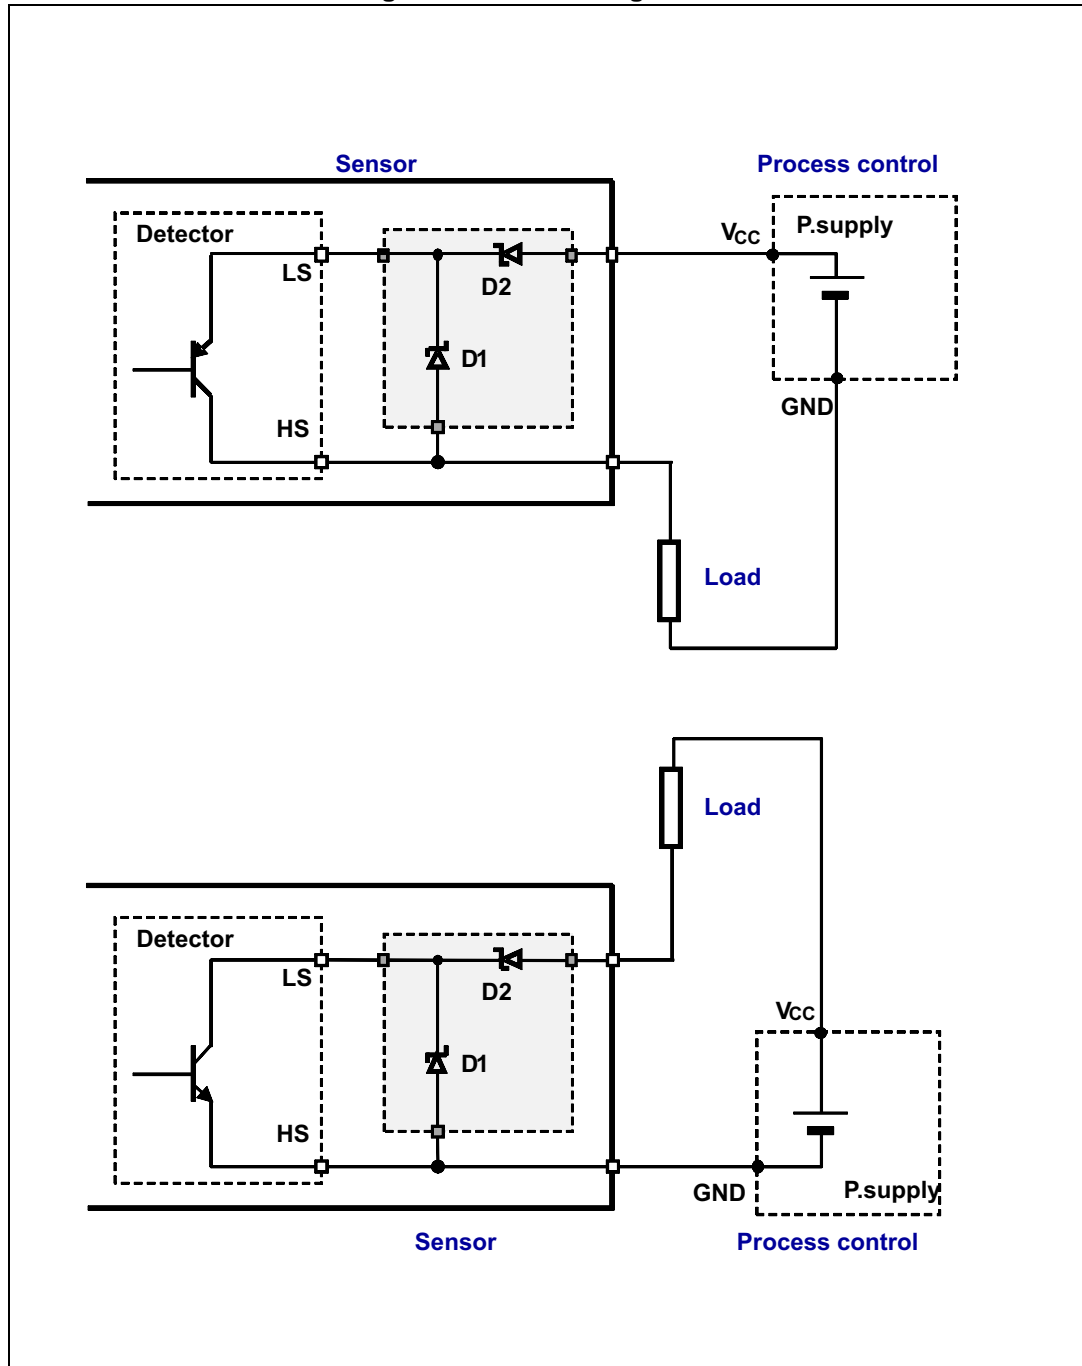 Sensor
Process control
Detector
LS
D2
VCC
P.supply
D1
HS
GND
Load
Load
Detector
LS
D2
VCC
D1
HS
GND
P.supply
Sensor
Process control